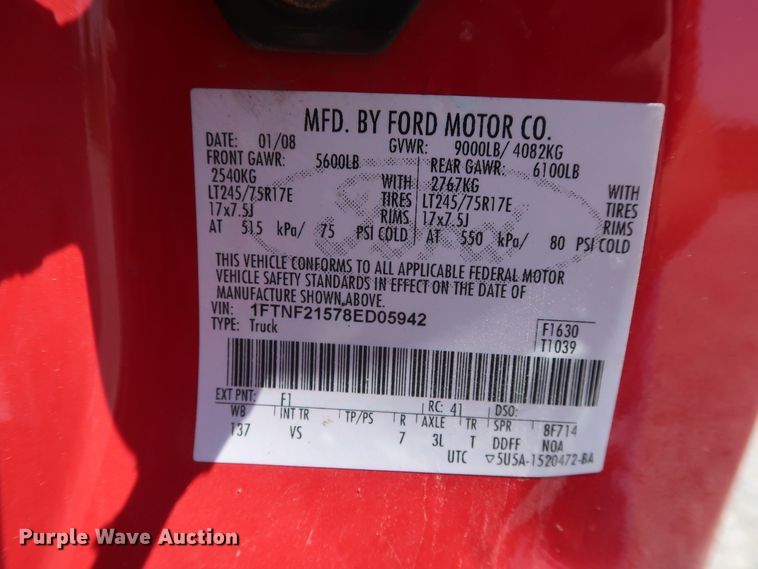 MFD. BY FORD MOTOR CO.
DATE: 01/08 GVWR: 9000LB/ 4082KG
FRONT GAWR: 5600LB REAR GAWR: 6100LB
2540KG WITH 2767KG WITH
LT245/75R17E TIRES LT245/75R17E TIRES
17x7.5J RIMS 17x7.5J RIMS
AT 515 kPa/ 75 PSI COLD AT 550 kPa/ 80 PSI COLD
THIS VEHICLE CONFORMS TO ALL APPLICABLE FEDERAL MOTOR
VEHICLE SAFETY STANDARDS IN EFFECT ON THE DATE OF
MANUFACTURE SHOWN,ABOVE.
VIN: 1FTNF21578ED05942
TYPE: Truck
F1630
T1039
EXT PNT: F1 RC: 41 DSO:
WB INT TR TP/PS R AXLE TR SPR 8F714
137 VS 7 3L T DDFF NOA
UTC ▽5U5A-1520472-BA
Purple Wave Auction